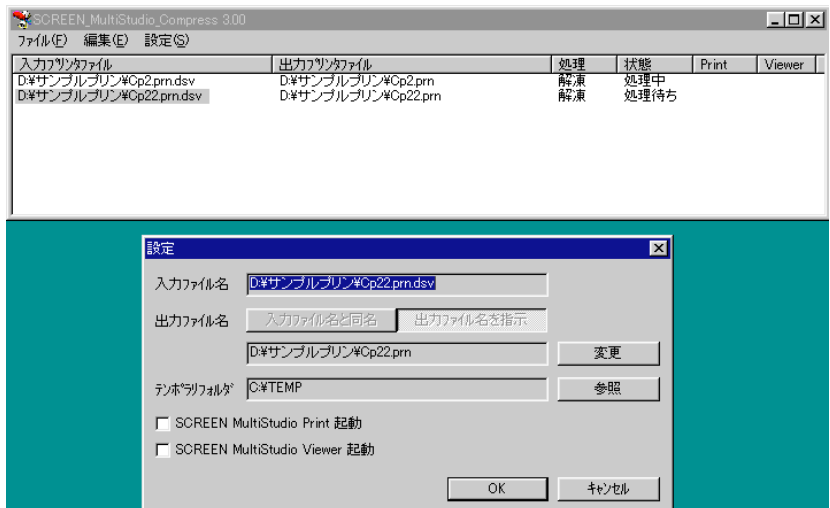 SCREEN_MultiStudio_Compress 3.00
ファイル(F) 編集(E) 設定(S)
入力プリンタファイル 出力プリンタファイル 処理 状態 Print Viewer
D:¥サンプルプリン¥Cp2.prn.dsv D:¥サンプルプリン¥Cp2.prn 解凍 処理中
D:¥サンプルプリン¥Cp22.prn.dsv D:¥サンプルプリン¥Cp22.prn 解凍 処理待ち
設定
入力ファイル名 D:¥サンプルプリン¥Cp22.prn.dsv
出力ファイル名 入力ファイル名と同名 出力ファイル名を指示
D:¥サンプルプリン¥Cp22.prn 変更
テンポラリフォルダ C:¥TEMP 参照
SCREEN MultiStudio Print 起動
SCREEN MultiStudio Viewer 起動
OK キャンセル